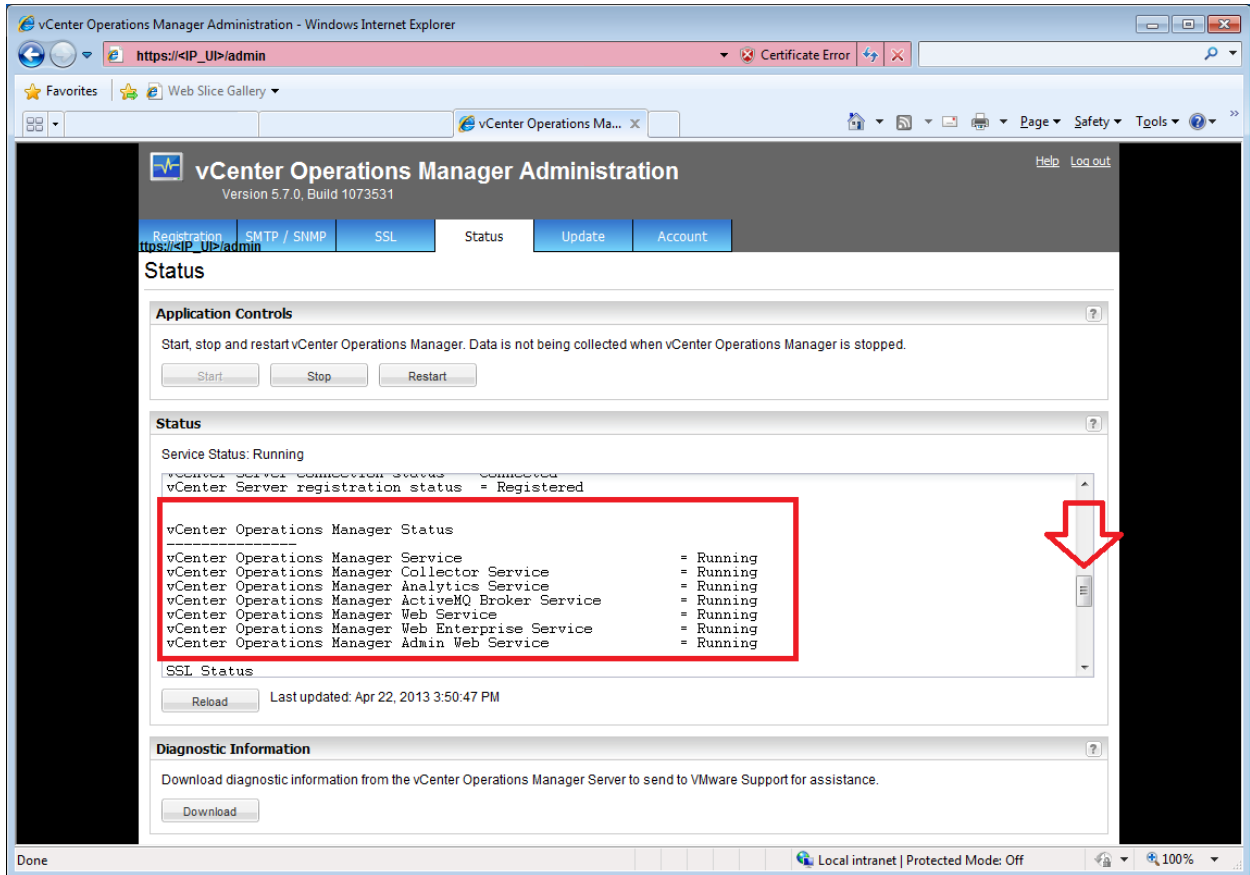 vCenter Operations Manager Administration - Windows Internet Explorer
https://<IP_UI>/admin
Certificate Error
Favorites
Web Slice Gallery
vCenter Operations Ma...
Page
Safety
Tools
»
vCenter Operations Manager Administration
Help Log out
Version 5.7.0, Build 1073531
Registration SMTP / SNMP SSL Status Update Account
ttps://<IP_UI>/admin
Status
Application Controls ?
Start, stop and restart vCenter Operations Manager. Data is not being collected when vCenter Operations Manager is stopped.
Start Stop Restart
Status ?
Service Status: Running
vCenter Server connection status = Connected
vCenter Server registration status = Registered
vCenter Operations Manager Status
---------------
vCenter Operations Manager Service = Running
vCenter Operations Manager Collector Service = Running
vCenter Operations Manager Analytics Service = Running
vCenter Operations Manager ActiveMQ Broker Service = Running
vCenter Operations Manager Web Service = Running
vCenter Operations Manager Web Enterprise Service = Running
vCenter Operations Manager Admin Web Service = Running
SSL Status
Reload Last updated: Apr 22, 2013 3:50:47 PM
Diagnostic Information ?
Download diagnostic information from the vCenter Operations Manager Server to send to VMware Support for assistance.
Download
Done
Local intranet | Protected Mode: Off
100%